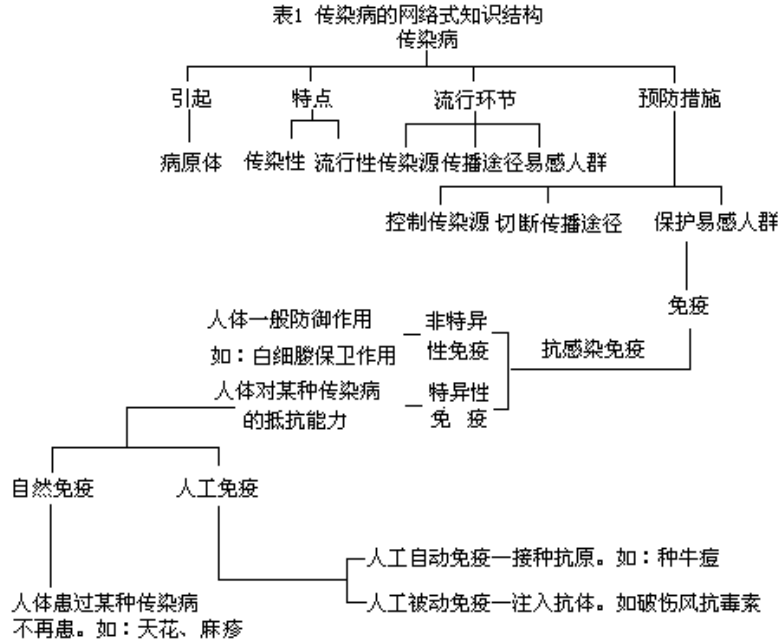 表1 传染病的网络式知识结构
传染病
引起 特点 流行环节 预防措施
病原体 传染性 流行性 传染源 传播途径 易感人群
控制传染源 切断传播途径 保护易感人群
免疫
人体一般防御作用 非特异
如：白细胞保卫作用 性免疫 抗感染免疫
人体对某种传染病 特异性
的抵抗能力 免 疫
自然免疫 人工免疫
人工自动免疫—接种抗原。如：种牛痘
人体患过某种传染病 人工被动免疫—注入抗体。如破伤风抗毒素
不再患。如：天花、麻疹